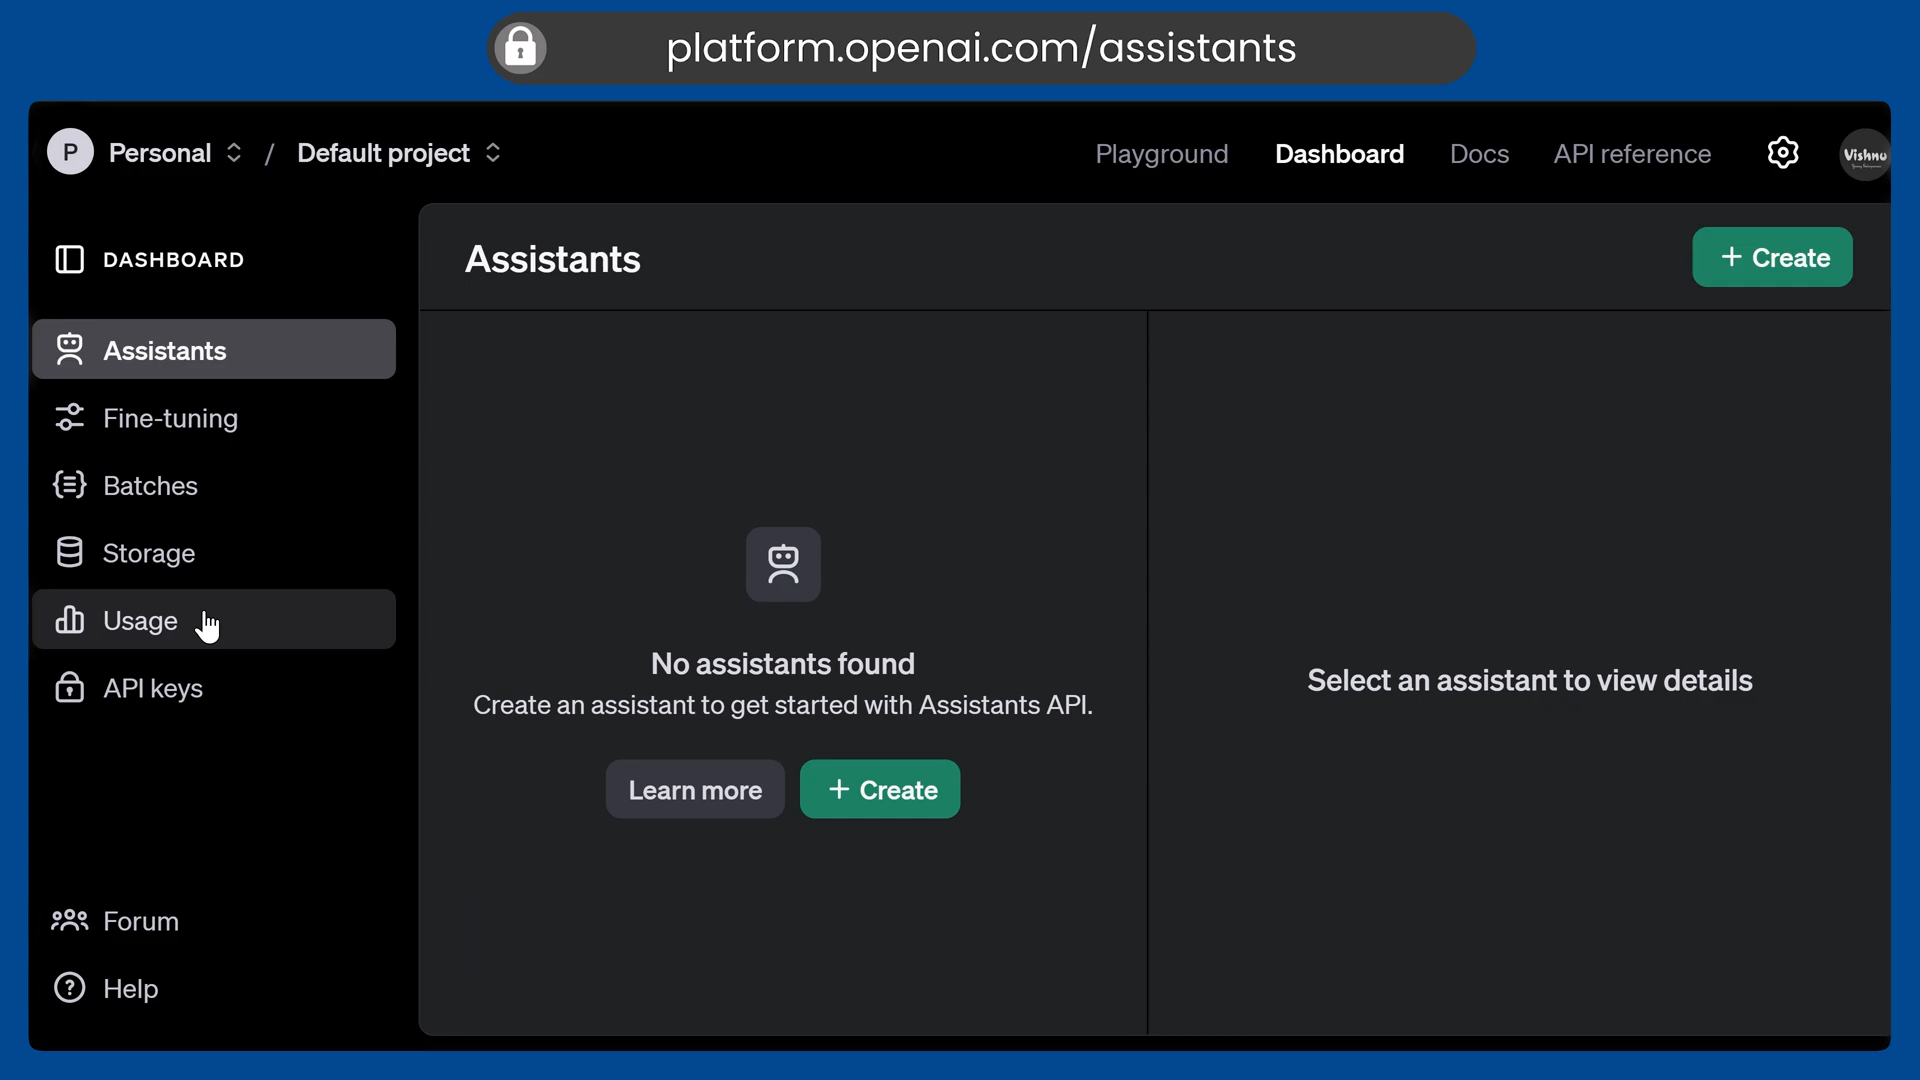 platform.openai.com/assistants
P Personal / Default project
Playground Dashboard Docs API reference
Vishnu
DASHBOARD
Assistants
Fine-tuning
Batches
Storage
Usage
API keys
Forum
Help
Assistants
+ Create
No assistants found
Create an assistant to get started with Assistants API.
Learn more + Create
Select an assistant to view details